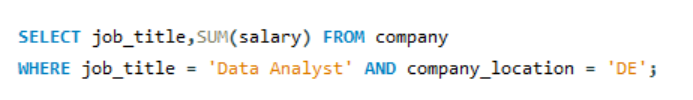 SELECT job_title,SUM(salary) FROM company
WHERE job_title = 'Data Analyst' AND company_location = 'DE';